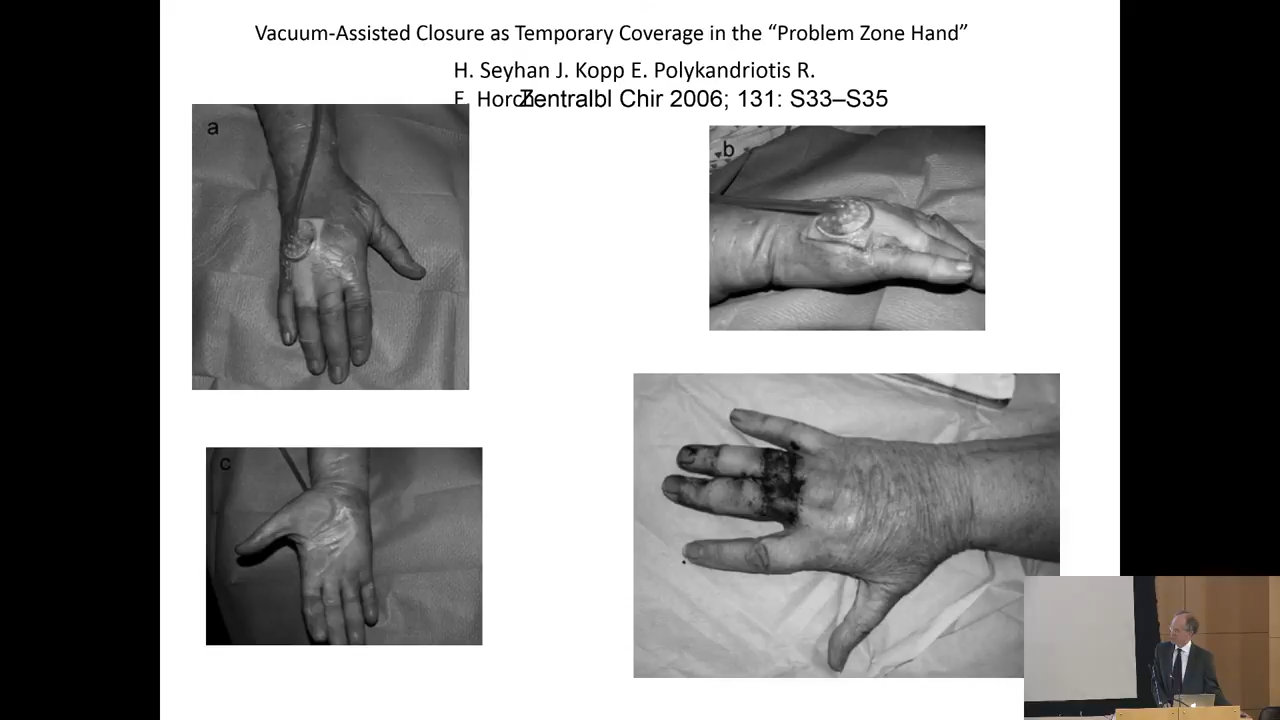 Vacuum-Assisted Closure as Temporary Coverage in the “Problem Zone Hand”
H. Seyhan J. Kopp E. Polykandriotis R.
E. Horch Zentralbl Chir 2006; 131: S33–S35
a
b
c